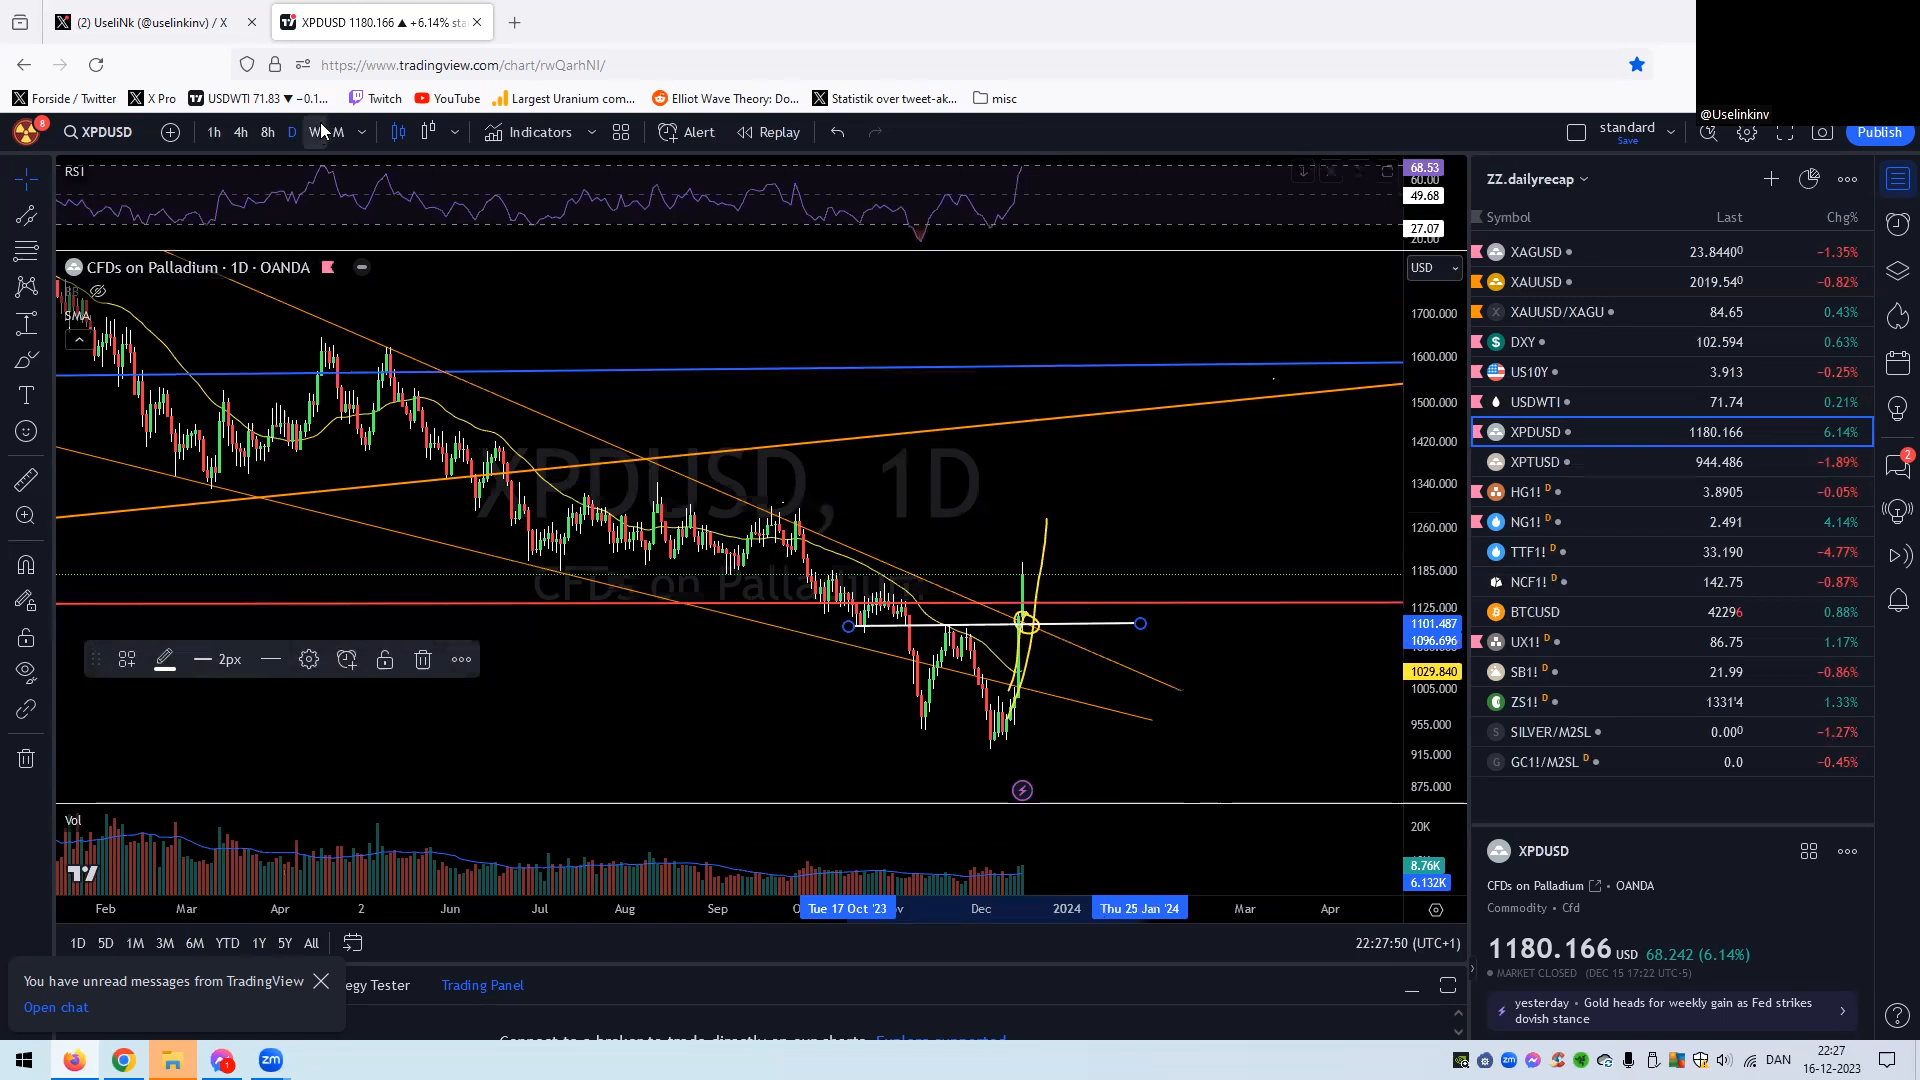 (2) UseliNk (@uselinkinv) / X
XPDUSD 1180.166 ▲ +6.14% sta
https://www.tradingview.com/chart/rwQarhNI/
Forside / Twitter
X Pro
USDWTI 71.83 ▼ −0.1...
Twitch
YouTube
Largest Uranium com...
Elliot Wave Theory: Do...
Statistik over tweet-ak...
misc
@Uselinkinv
8
XPDUSD
1h 4h 8h D W M
Indicators
Alert
Replay
standard
Save
Publish
RSI
68.53
60.00
49.68
27.07
20.00
CFDs on Palladium · 1D · OANDA
USD
SMA
XPDUSD, 1D
CFDs on Palladium
1700.000
1600.000
1500.000
1420.000
1340.000
1260.000
1185.000
1125.000
1101.487
1096.696
1029.840
1005.000
955.000
915.000
875.000
2px
Vol
20K
8.76K
6.132K
Feb Mar Apr 2 Jun Jul Aug Sep Tue 17 Oct '23 Dec 2024 Thu 25 Jan '24 Mar Apr
1D 5D 1M 3M 6M YTD 1Y 5Y All
22:27:50 (UTC+1)
You have unread messages from TradingView
Open chat
egy Tester
Trading Panel
ZZ.dailyrecap
Symbol Last Chg%
XAGUSD 23.8440 −1.35%
XAUUSD 2019.540 −0.82%
XAUUSD/XAGU 84.65 0.43%
DXY 102.594 0.63%
US10Y 3.913 −0.25%
USDWTI 71.74 0.21%
XPDUSD 1180.166 6.14%
XPTUSD 944.486 −1.89%
HG1! D 3.8905 −0.05%
NG1! D 2.491 4.14%
TTF1! D 33.190 −4.77%
NCF1! D 142.75 −0.87%
BTCUSD 42296 0.88%
UX1! D 86.75 1.17%
SB1! D 21.99 −0.86%
ZS1! D 1331'4 1.33%
SILVER/M2SL 0.000 −1.27%
GC1!/M2SL D 0.0 −0.45%
2
XPDUSD
CFDs on Palladium • OANDA
Commodity • Cfd
1180.166 USD 68.242 (6.14%)
MARKET CLOSED (DEC 15 17:22 UTC-5)
yesterday • Gold heads for weekly gain as Fed strikes
dovish stance
zm
DAN
22:27
16-12-2023